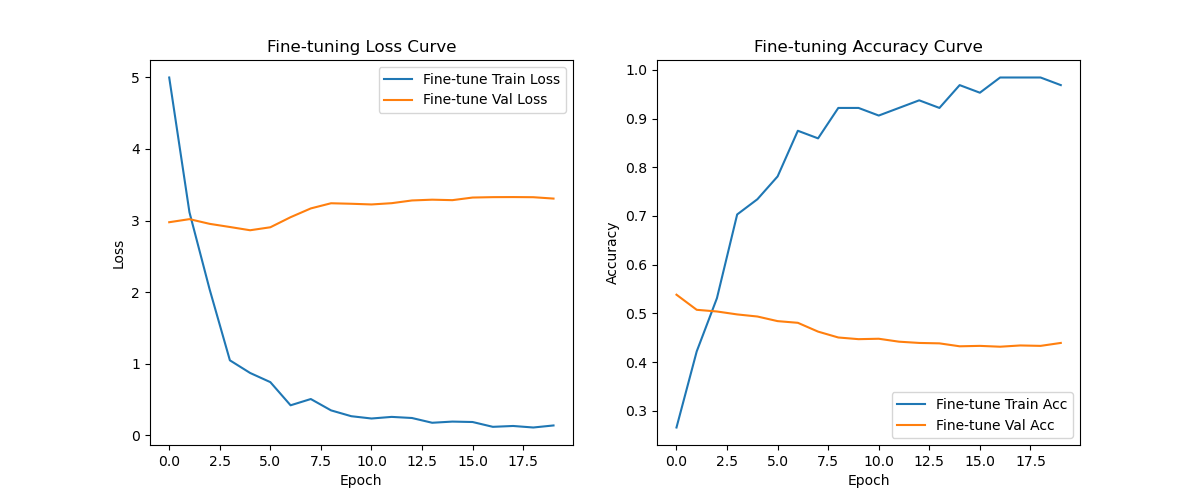 Fine-tuning Loss Curve
Fine-tune Train Loss
Fine-tune Val Loss
5
4
3
2
1
0
Loss
0.0 2.5 5.0 7.5 10.0 12.5 15.0 17.5
Epoch
Fine-tuning Accuracy Curve
1.0
0.9
0.8
0.7
0.6
0.5
0.4
0.3
Accuracy
Fine-tune Train Acc
Fine-tune Val Acc
0.0 2.5 5.0 7.5 10.0 12.5 15.0 17.5
Epoch